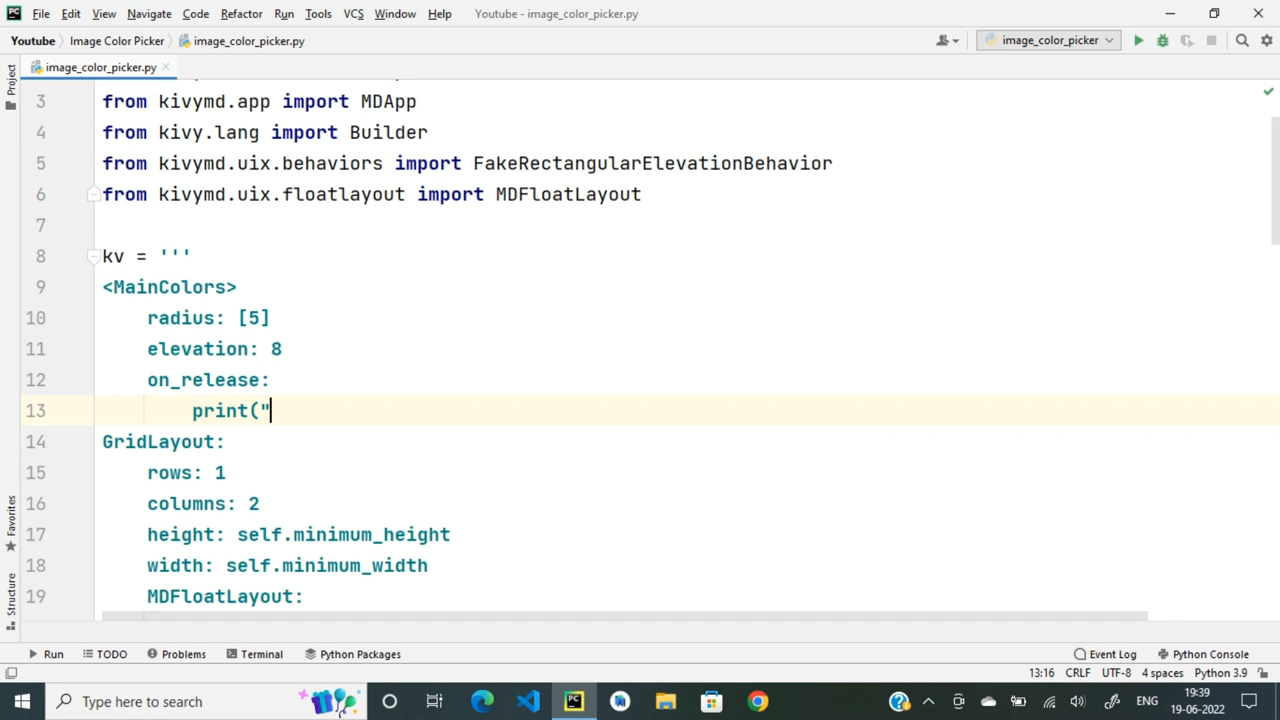 File Edit View Navigate Code Refactor Run Tools VCS Window Help Youtube - image_color_picker.py
Youtube Image Color Picker image_color_picker.py image_color_picker
Project
image_color_picker.py
3 from kivymd.app import MDApp
4 from kivy.lang import Builder
5 from kivymd.uix.behaviors import FakeRectangularElevationBehavior
6 from kivymd.uix.floatlayout import MDFloatLayout
7
8 kv = '''
9 <MainColors>
10 radius: [5]
11 elevation: 8
12 on_release:
13 print("
14 GridLayout:
15 rows: 1
16 columns: 2
17 height: self.minimum_height
18 width: self.minimum_width
19 MDFloatLayout:
Favorites
Structure
Run TODO Problems Terminal Python Packages Event Log Python Console
13:16 CRLF UTF-8 4 spaces Python 3.9
Type here to search ENG 19:39
19-06-2022